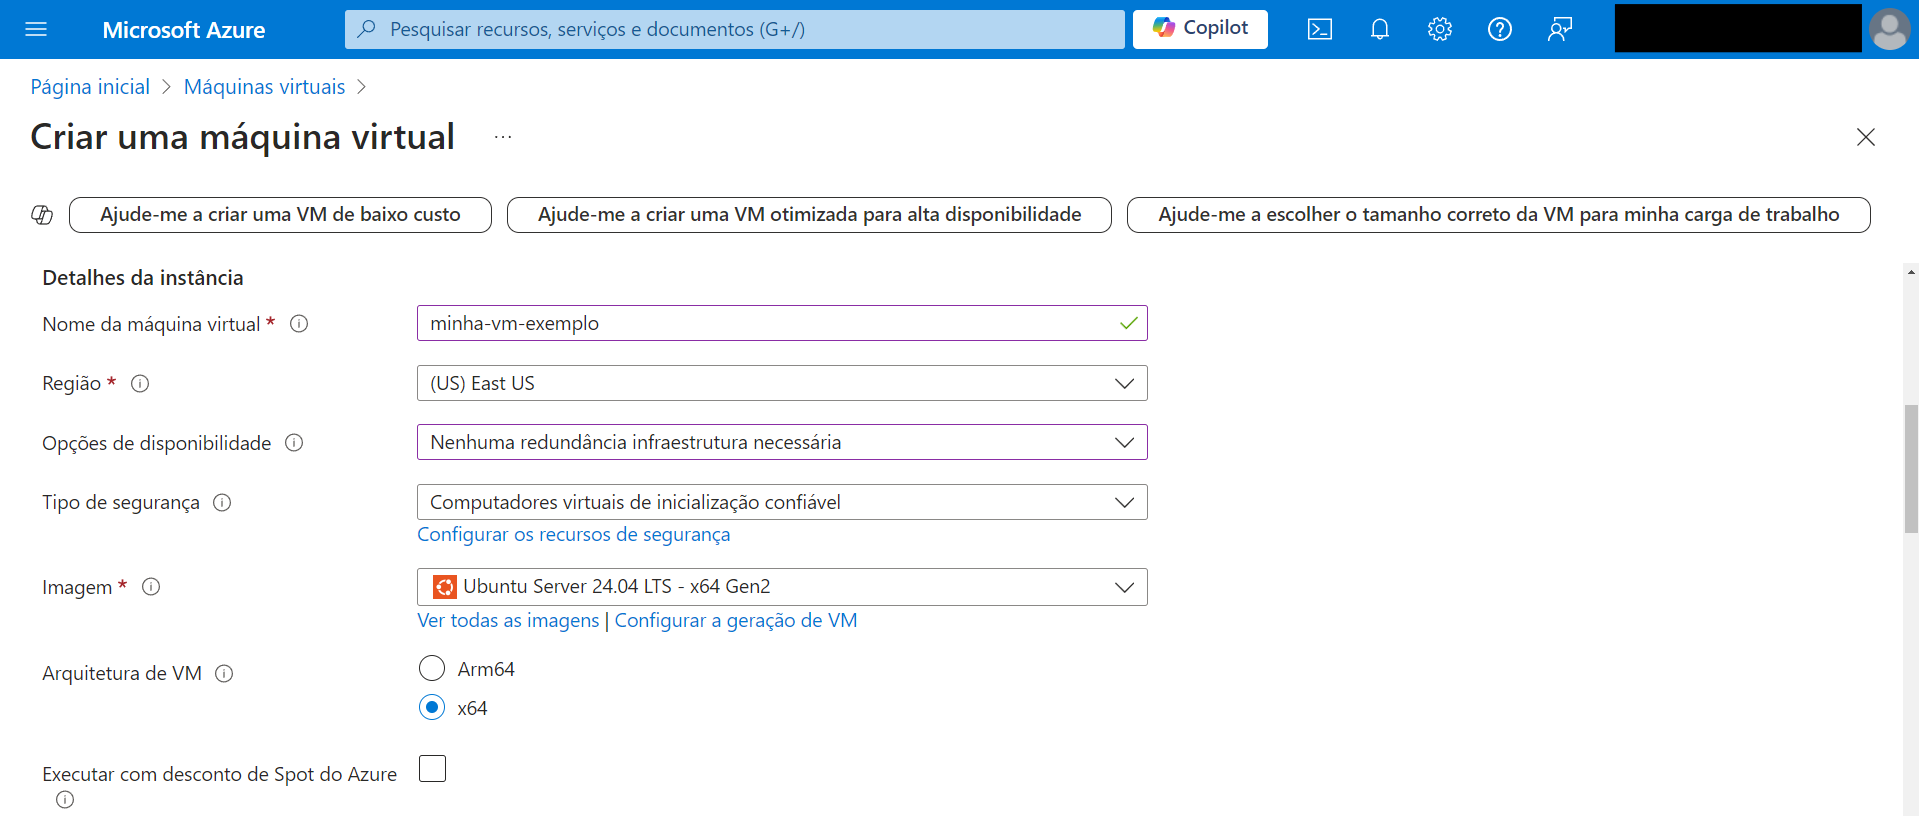 Microsoft Azure
Pesquisar recursos, serviços e documentos (G+/)
Copilot
Página inicial > Máquinas virtuais >
Criar uma máquina virtual ...
Ajude-me a criar uma VM de baixo custo
Ajude-me a criar uma VM otimizada para alta disponibilidade
Ajude-me a escolher o tamanho correto da VM para minha carga de trabalho
Detalhes da instância
Nome da máquina virtual *
minha-vm-exemplo
Região *
(US) East US
Opções de disponibilidade
Nenhuma redundância infraestrutura necessária
Tipo de segurança
Computadores virtuais de inicialização confiável
Configurar os recursos de segurança
Imagem *
Ubuntu Server 24.04 LTS - x64 Gen2
Ver todas as imagens | Configurar a geração de VM
Arquitetura de VM
Arm64
x64
Executar com desconto de Spot do Azure